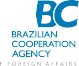 BC
BRAZILIAN
COOPERATION
AGENCY
FOREIGN AFFAIRS